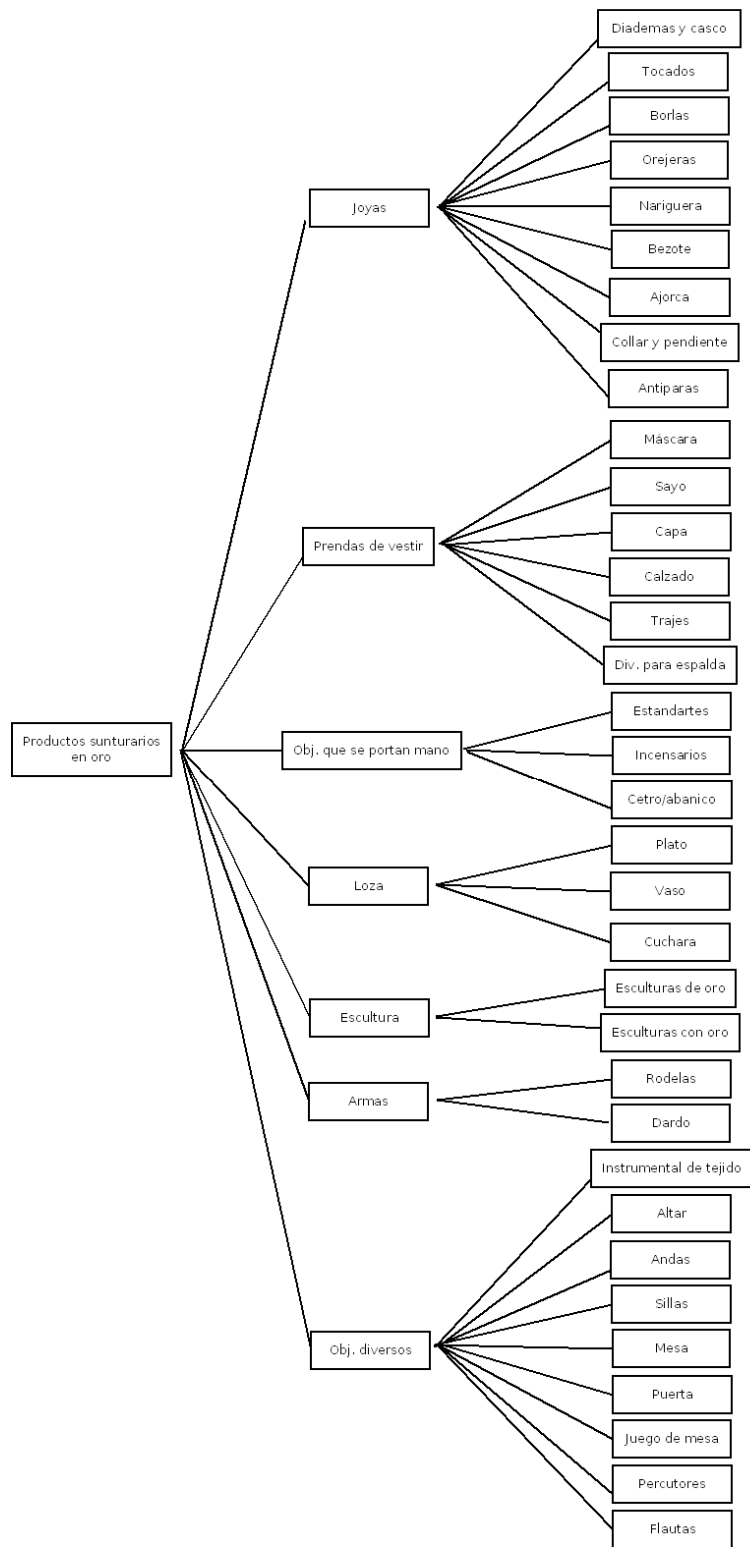 Productos sunturarios
en oro
Joyas
Diademas y casco
Tocados
Borlas
Orejeras
Nariguera
Bezote
Ajorca
Collar y pendiente
Antiparas
Prendas de vestir
Máscara
Sayo
Capa
Calzado
Trajes
Div. para espalda
Obj. que se portan mano
Estandartes
Incensarios
Cetro/abanico
Loza
Plato
Vaso
Cuchara
Escultura
Esculturas de oro
Esculturas con oro
Armas
Rodelas
Dardo
Obj. diversos
Instrumental de tejido
Altar
Andas
Sillas
Mesa
Puerta
Juego de mesa
Percutores
Flautas